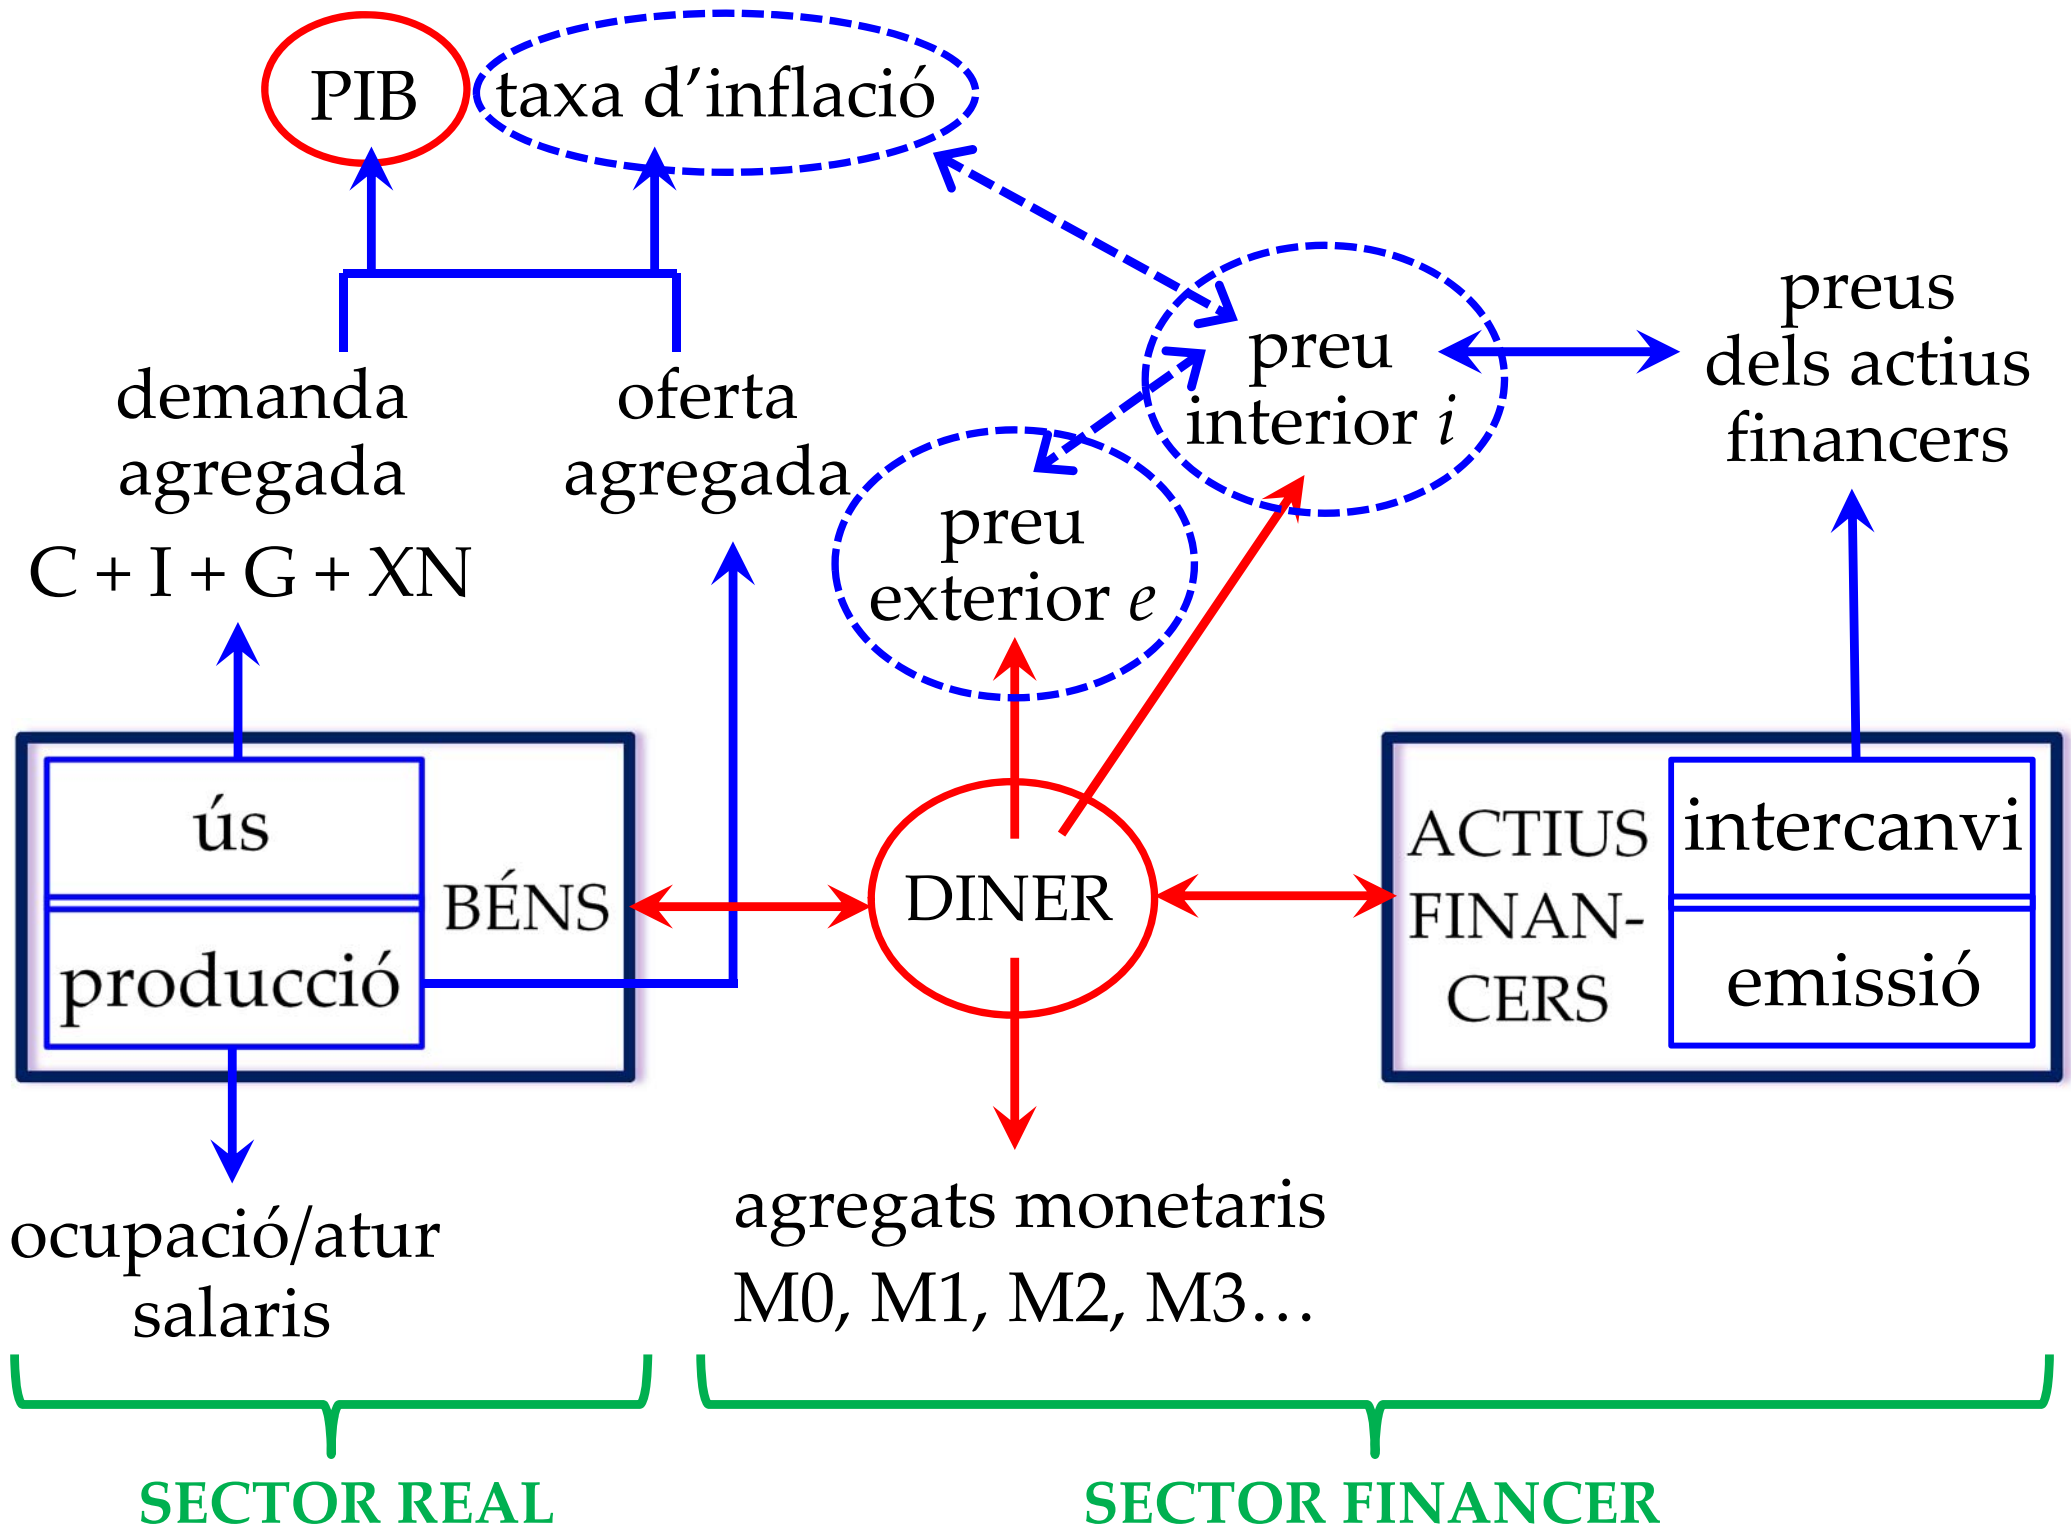 PIB
taxa d’inflació
preus
dels actius
financers
preu
interior i
demanda
agregada
C + I + G + XN
oferta
agregada
preu
exterior e
ús
producció
BÉNS
DINER
ACTIUS
FINAN-
CERS
intercanvi
emissió
ocupació/atur
salaris
agregats monetaris
M0, M1, M2, M3…
SECTOR REAL
SECTOR FINANCER